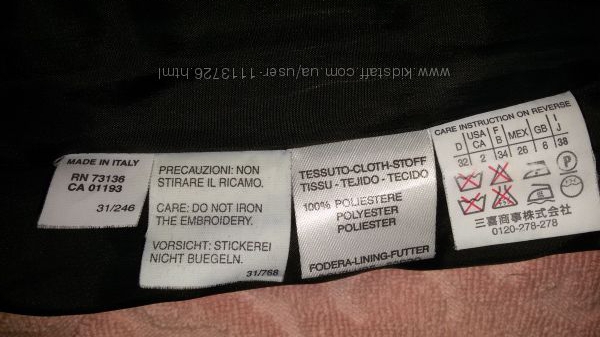 www.kidstaff.com.ua/user-1113726.html
MADE IN ITALY
RN 73136
CA 01193
31/246
PRECAUZIONI: NON
STIRARE IL RICAMO.
CARE: DO NOT IRON
THE EMBROIDERY.
VORSICHT: STICKEREI
NICHT BUEGELN.
31/768
TESSUTO-CLOTH-STOFF
TISSU - TEJIDO - TECIDO
100% POLIESTERE
POLYESTER
POLYESTER
FODERA-LINING-FUTTER
CARE INSTRUCTION ON REVERSE
D USA CA F B MEX GB I J
32 2 34 26 6 38
P
三喜商事株式会社
0120-278-278